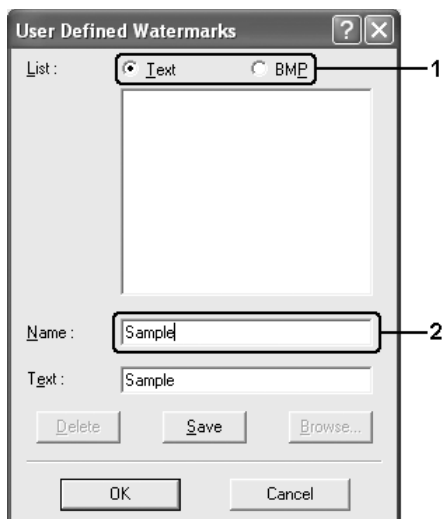 User Defined Watermarks
List : Text BMP 1
Name : Sample 2
Text : Sample
Delete Save Browse...
OK Cancel